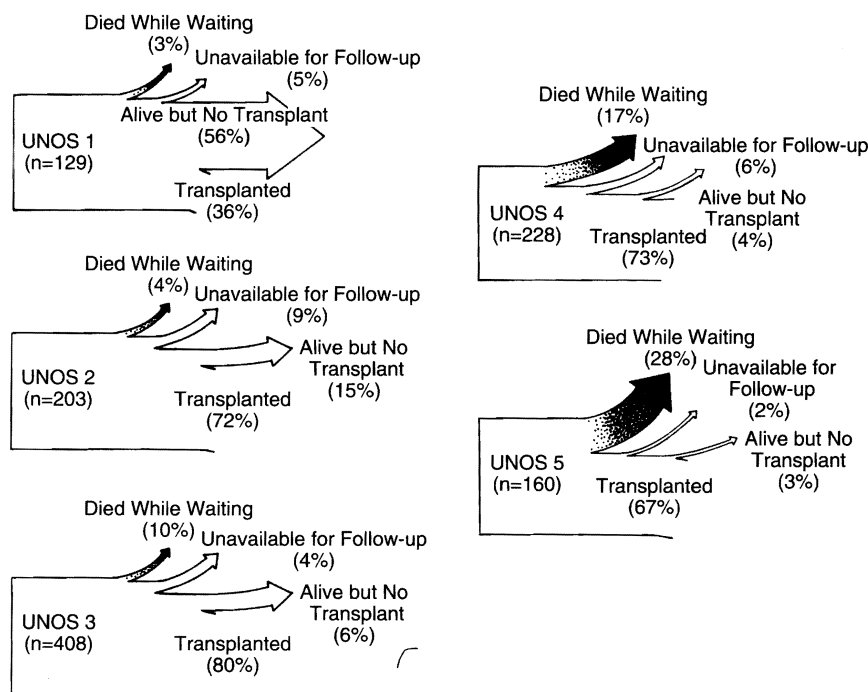 Died While Waiting
(3%)
Unavailable for Follow-up
(5%)
Alive but No Transplant
(56%)
UNOS 1
(n=129)
Transplanted
(36%)
Died While Waiting
(4%)
Unavailable for Follow-up
(9%)
Alive but No
Transplant
(15%)
UNOS 2
(n=203)
Transplanted
(72%)
Died While Waiting
(10%)
Unavailable for Follow-up
(4%)
Alive but No
Transplant
(6%)
UNOS 3
(n=408)
Transplanted
(80%)
Died While Waiting
(17%)
Unavailable for Follow-up
(6%)
Alive but No
Transplant
(4%)
UNOS 4
(n=228)
Transplanted
(73%)
Died While Waiting
(28%)
Unavailable for
Follow-up
(2%)
Alive but No
Transplant
(3%)
UNOS 5
(n=160)
Transplanted
(67%)